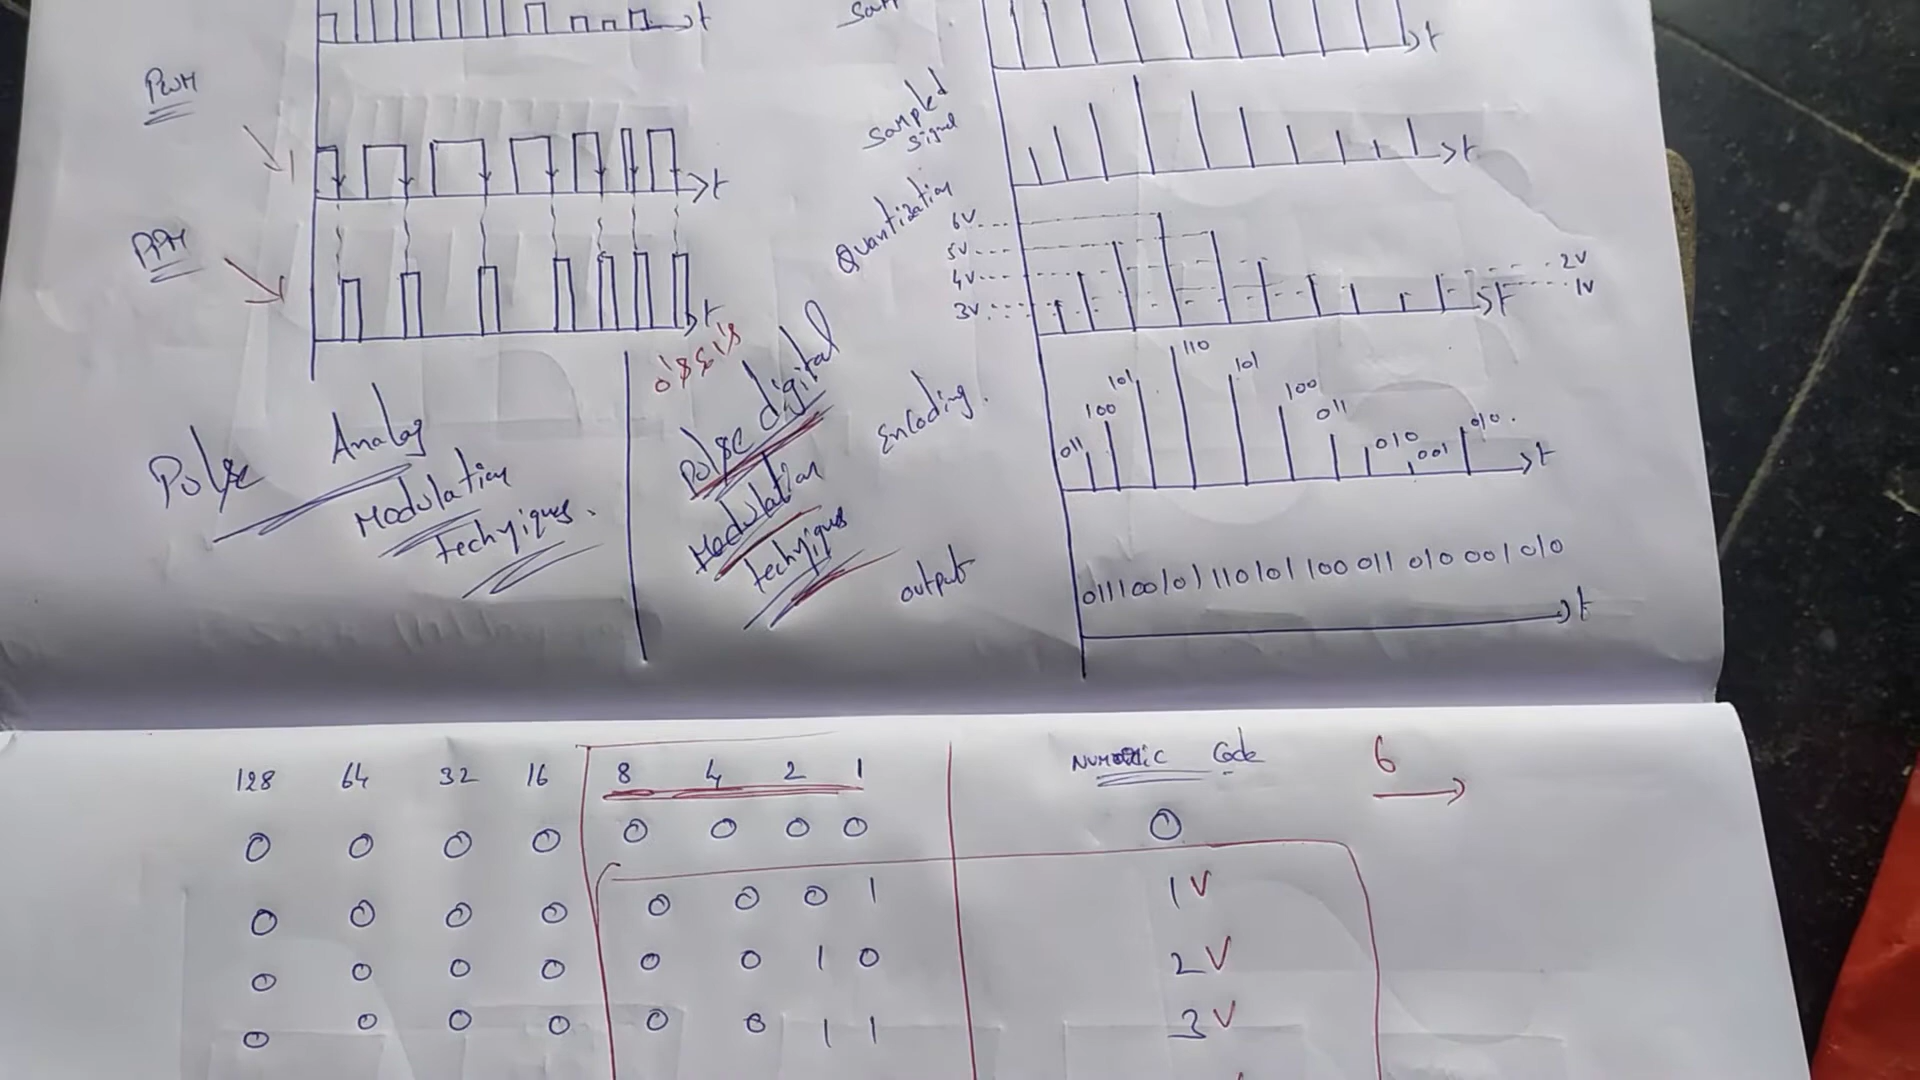 t
PWM
t
PPM
t
0's & 1's
Pulse Analog
Modulation
Techniques.
Pulse digital
Modulation
Techniques
t
Sampled
signal
t
Quantization
6V
5V
4V
3V
2V
1V
t
Encoding.
011
100
101
110
101
100
011
010
001
010.
t
output
011100101110101100011010001010
t
128 64 32 16 8 4 2 1 Numeric Code 6
0 0 0 0 0 0 0 0 0
0 0 0 0 0 0 0 1 1V
0 0 0 0 0 0 1 0 2V
0 0 0 0 0 0 1 1 3V